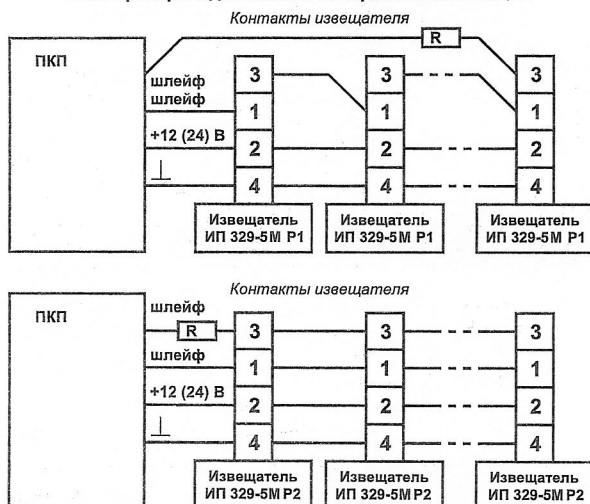 Контакты извещателя
R
ПКП
шлейф
шлейф
+12 (24) В
3 3 3
1 1 1
2 2 2
4 4 4
Извещатель ИП 329-5М Р1
Извещатель ИП 329-5М Р1
Извещатель ИП 329-5М Р1
Контакты извещателя
ПКП
шлейф
R
шлейф
+12 (24) В
3 3 3
1 1 1
2 2 2
4 4 4
Извещатель ИП 329-5М Р2
Извещатель ИП 329-5М Р2
Извещатель ИП 329-5М Р2